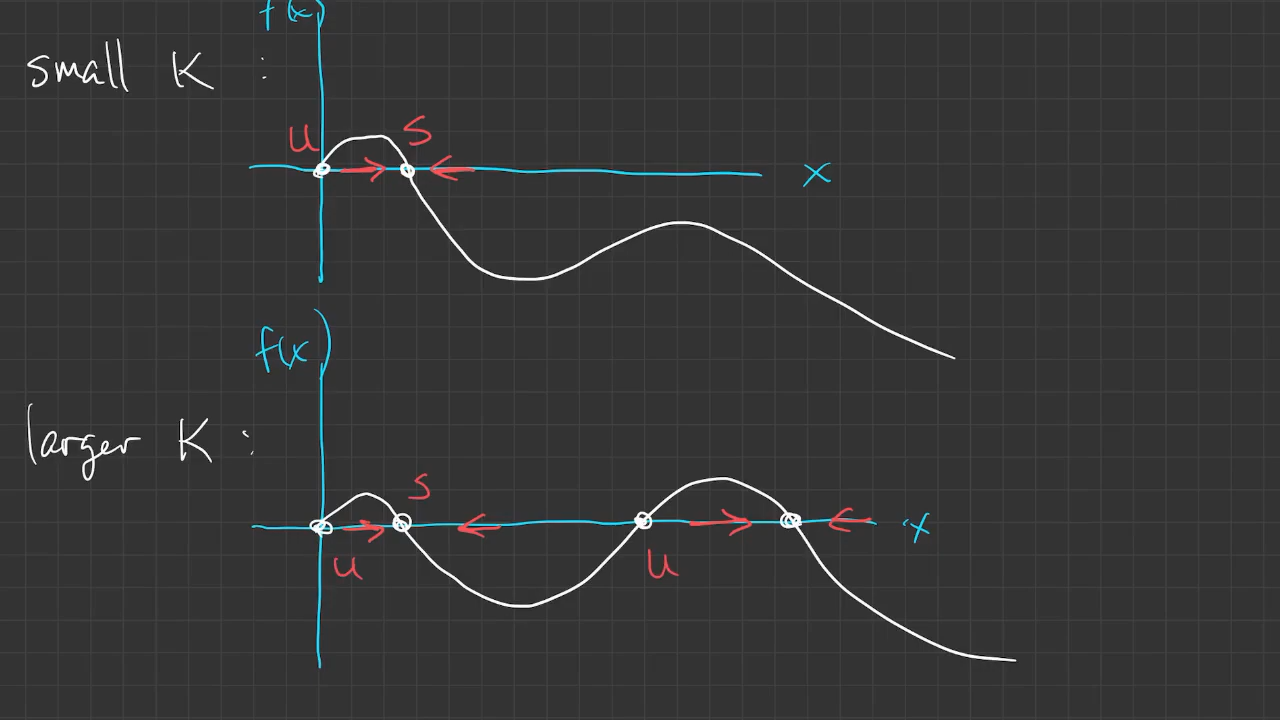 f(x)
small K :
U S
x
f(x)
larger K :
S
x
u u